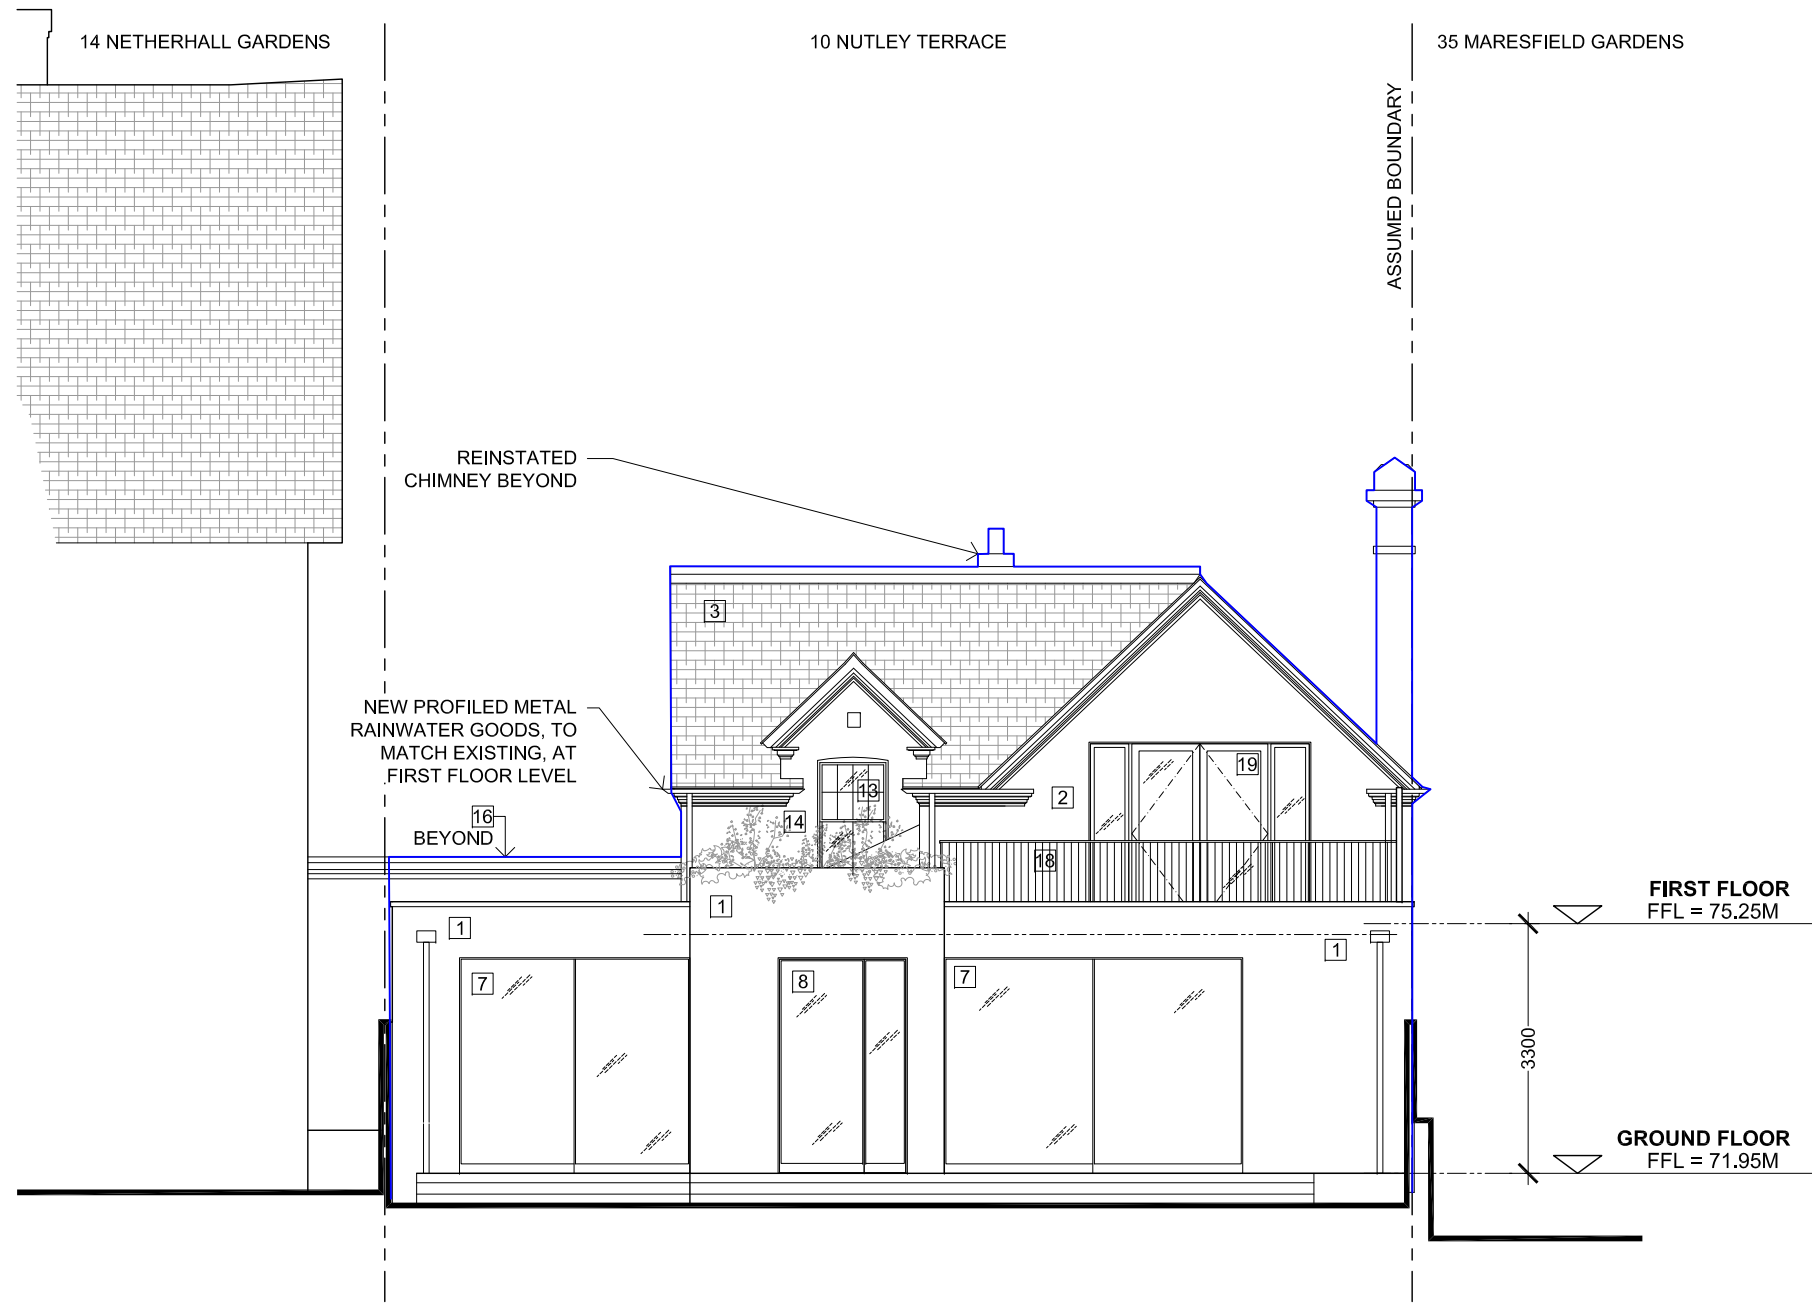 14 NETHERHALL GARDENS
10 NUTLEY TERRACE
35 MARESFIELD GARDENS
ASSUMED BOUNDARY
REINSTATED
CHIMNEY BEYOND
3
NEW PROFILED METAL
RAINWATER GOODS, TO
MATCH EXISTING, AT
FIRST FLOOR LEVEL
19
13
2
16
BEYOND
14
18
1
1
1
FIRST FLOOR
FFL = 75.25M
7
8
7
3300
GROUND FLOOR
FFL = 71.95M